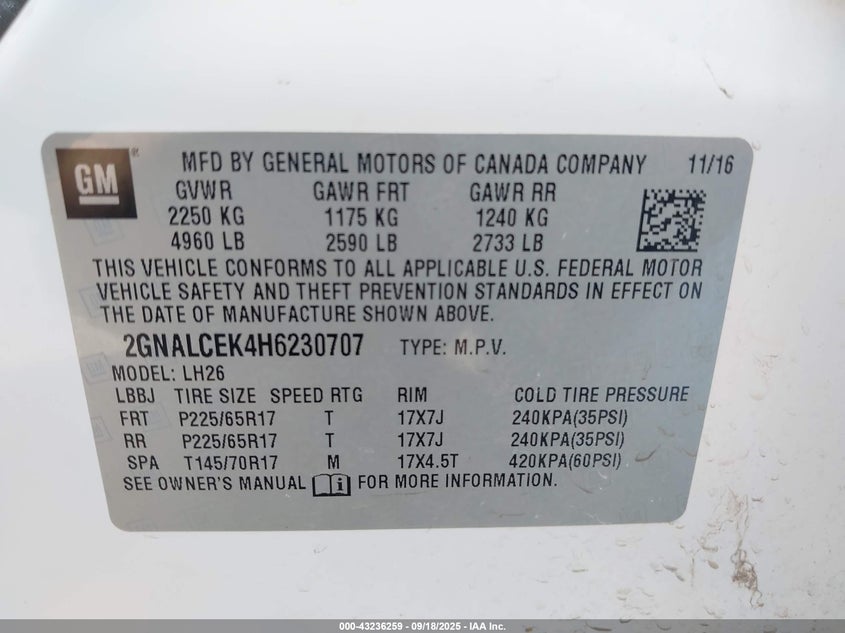 GM ® MFD BY GENERAL MOTORS OF CANADA COMPANY 11/16
GVWR GAWR FRT GAWR RR
2250 KG 1175 KG 1240 KG
4960 LB 2590 LB 2733 LB
THIS VEHICLE CONFORMS TO ALL APPLICABLE U.S. FEDERAL MOTOR
VEHICLE SAFETY AND THEFT PREVENTION STANDARDS IN EFFECT ON
THE DATE OF MANUFACTURE SHOWN ABOVE.
2GNALCEK4H6230707 TYPE: M.P.V.
MODEL: LH26
LBBJ TIRE SIZE SPEED RTG RIM COLD TIRE PRESSURE
FRT P225/65R17 T 17X7J 240KPA(35PSI)
RR P225/65R17 T 17X7J 240KPA(35PSI)
SPA T145/70R17 M 17X4.5T 420KPA(60PSI)
SEE OWNER'S MANUAL i FOR MORE INFORMATION.
000-43236259 - 09/18/2025 - IAA Inc.